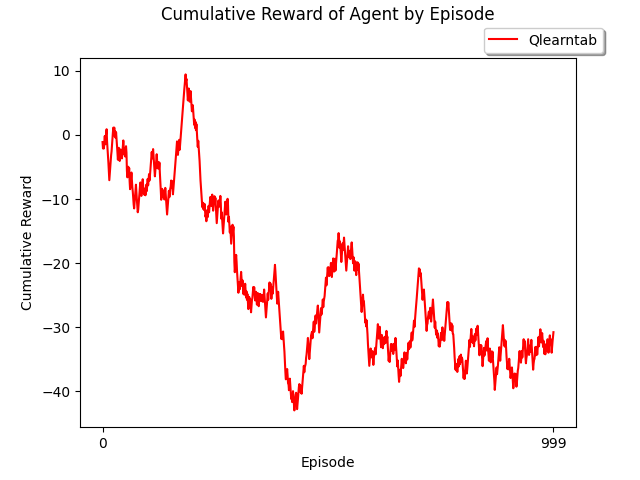 Cumulative Reward of Agent by Episode
Qlearntab
10
0
−10
−20
−30
−40
Cumulative Reward
0
999
Episode